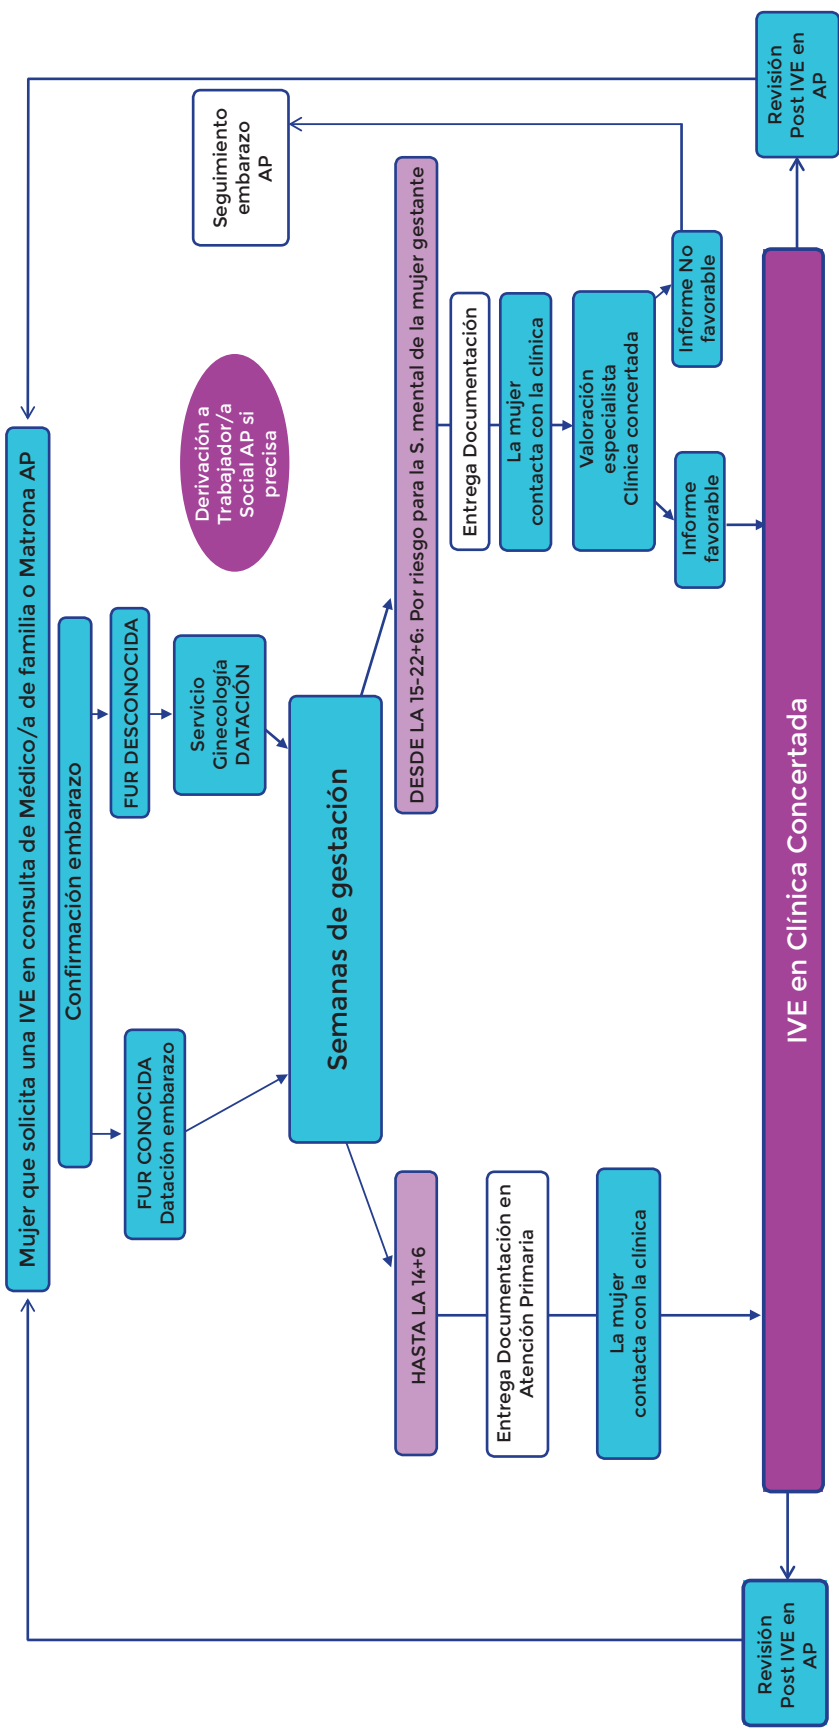 Mujer que solicita una IVE en consulta de Médico/a de familia o Matrona AP
Confirmación embarazo
FUR CONOCIDA
Datación embarazo
FUR DESCONOCIDA
Servicio
Ginecología
DATACIÓN
Derivación a
Trabajador/a
Social AP si
precisa
Seguimiento
embarazo
AP
Semanas de gestación
HASTA LA 14+6
Entrega Documentación en
Atención Primaria
La mujer
contacta con la clínica
DESDE LA 15-22+6: Por riesgo para la S. mental de la mujer gestante
Entrega Documentación
La mujer
contacta con la clínica
Valoración
especialista
Clínica concertada
Informe
favorable
Informe No
favorable
IVE en Clínica Concertada
Revisión
Post IVE en
AP
Revisión
Post IVE en
AP